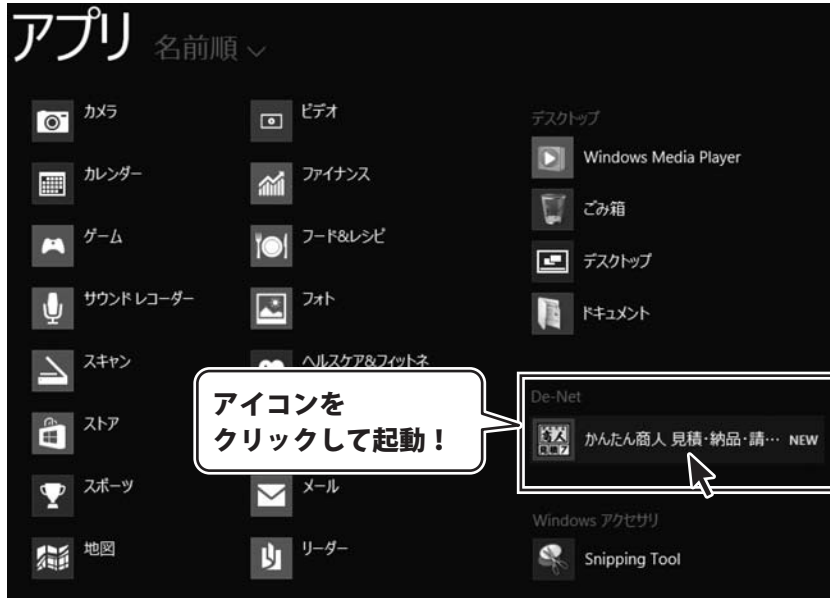 アプリ 名前順
カメラ
カレンダー
ゲーム
サウンド レコーダー
スキャン
ストア
スポーツ
地図
ビデオ
ファイナンス
フード&レシピ
フォト
ヘルスケア&フィットネ
メール
リーダー
アイコンを
クリックして起動！
デスクトップ
Windows Media Player
ごみ箱
デスクトップ
ドキュメント
De-Net
商人
見積7
かんたん商人 見積・納品・請… NEW
Windows アクセサリ
Snipping Tool